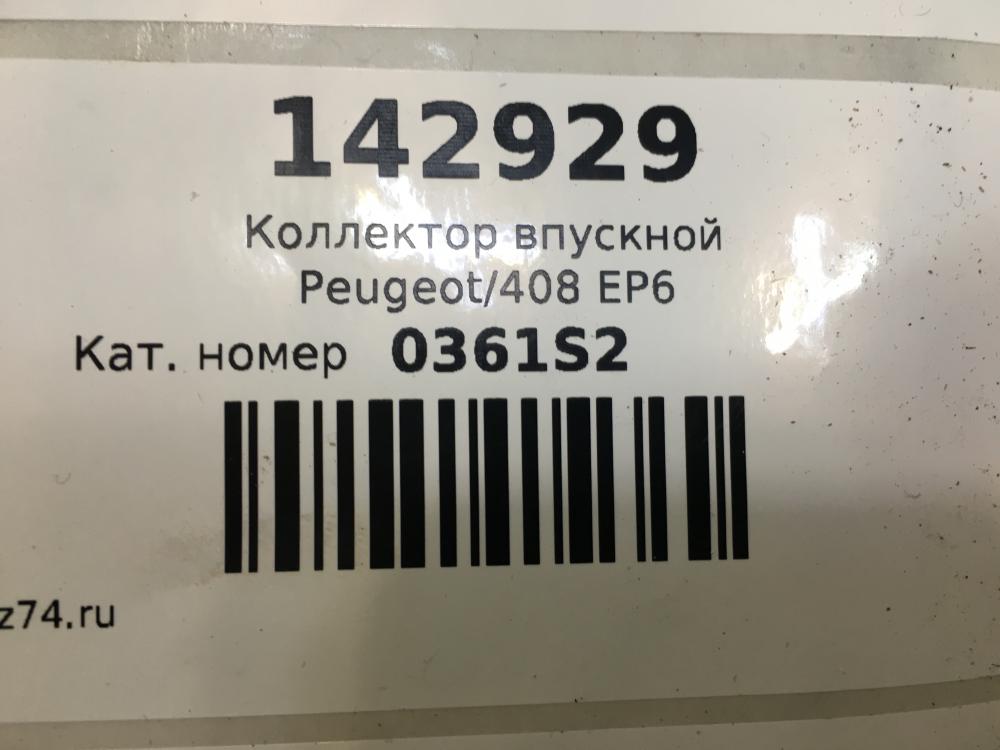 142929
Коллектор впускной
Peugeot/408 EP6
Кат. номер 0361S2
z74.ru